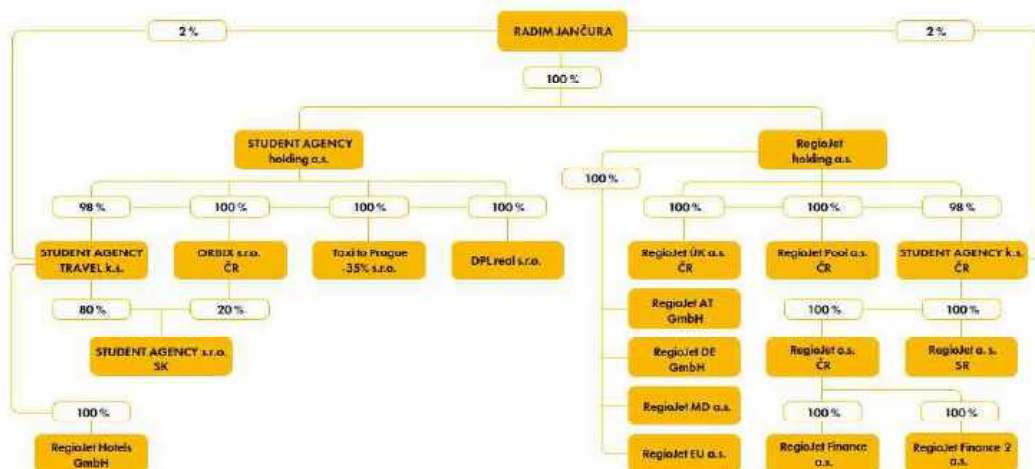 2 %
RADIM JANČURA
2 %
100 %
STUDENT AGENCY
holding a.s.
RegioJet
holding a.s.
100 %
98 %
100 %
100 %
100 %
100 %
100 %
98 %
STUDENT AGENCY
TRAVEL k.s.
ORBIX s.r.o.
ČR
Taxi to Prague
-35% s.r.o.
DPL real s.r.o.
RegioJet ÚK a.s.
ČR
RegioJet Pool a.s.
ČR
STUDENT AGENCY k.s.
ČR
80 %
20 %
RegioJet AT
GmbH
100 %
100 %
STUDENT AGENCY s.r.o.
SK
RegioJet DE
GmbH
RegioJet a.s.
ČR
RegioJet a. s.
SR
100 %
RegioJet MD a.s.
100 %
100 %
RegioJet Hotels
GmbH
RegioJet EU a.s.
RegioJet Finance
a.s.
RegioJet Finance 2
a.s.